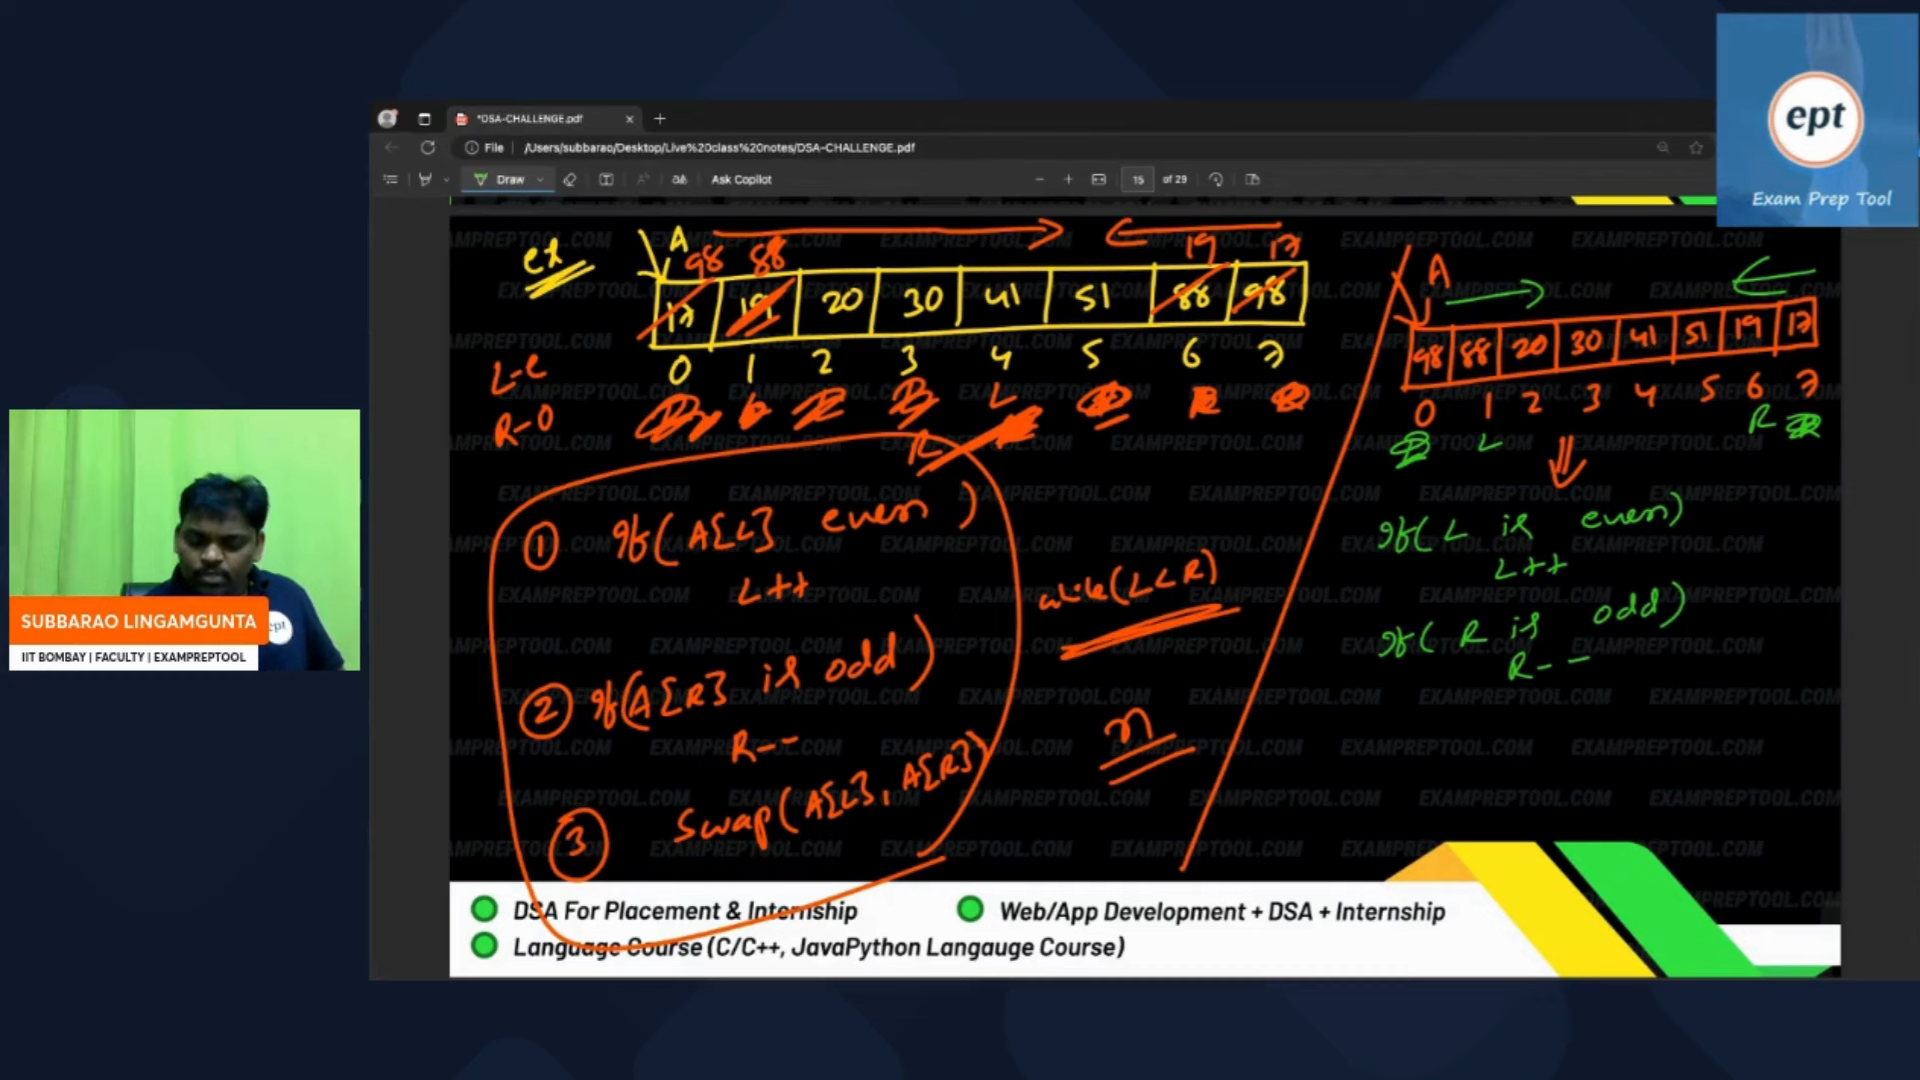 ept
Exam Prep Tool
*DSA-CHALLENGE.pdf
File | /Users/subbarao/Desktop/Live%20class%20notes/DSA-CHALLENGE.pdf
Draw
Ask Copilot
15 of 29
ex
A
98 88 19 17
17 19 20 30 41 51 88 98
0 1 2 3 4 5 6 7
L-e
R-0
L
R
① If(A[L] even)
L++
② If(A[R] is odd)
R--
③ Swap(A[L], A[R])
while(L<R)
n
A
98 88 20 30 41 51 19 17
0 1 2 3 4 5 6 7
L R
If(L is even)
L++
If(R is odd)
R--
EXAMPREPTOOL.COM
SUBBARAO LINGAMGUNTA
ept
IIT BOMBAY | FACULTY | EXAMPREPTOOL
DSA For Placement & Internship
Web/App Development + DSA + Internship
Language Course (C/C++, JavaPython Langauge Course)